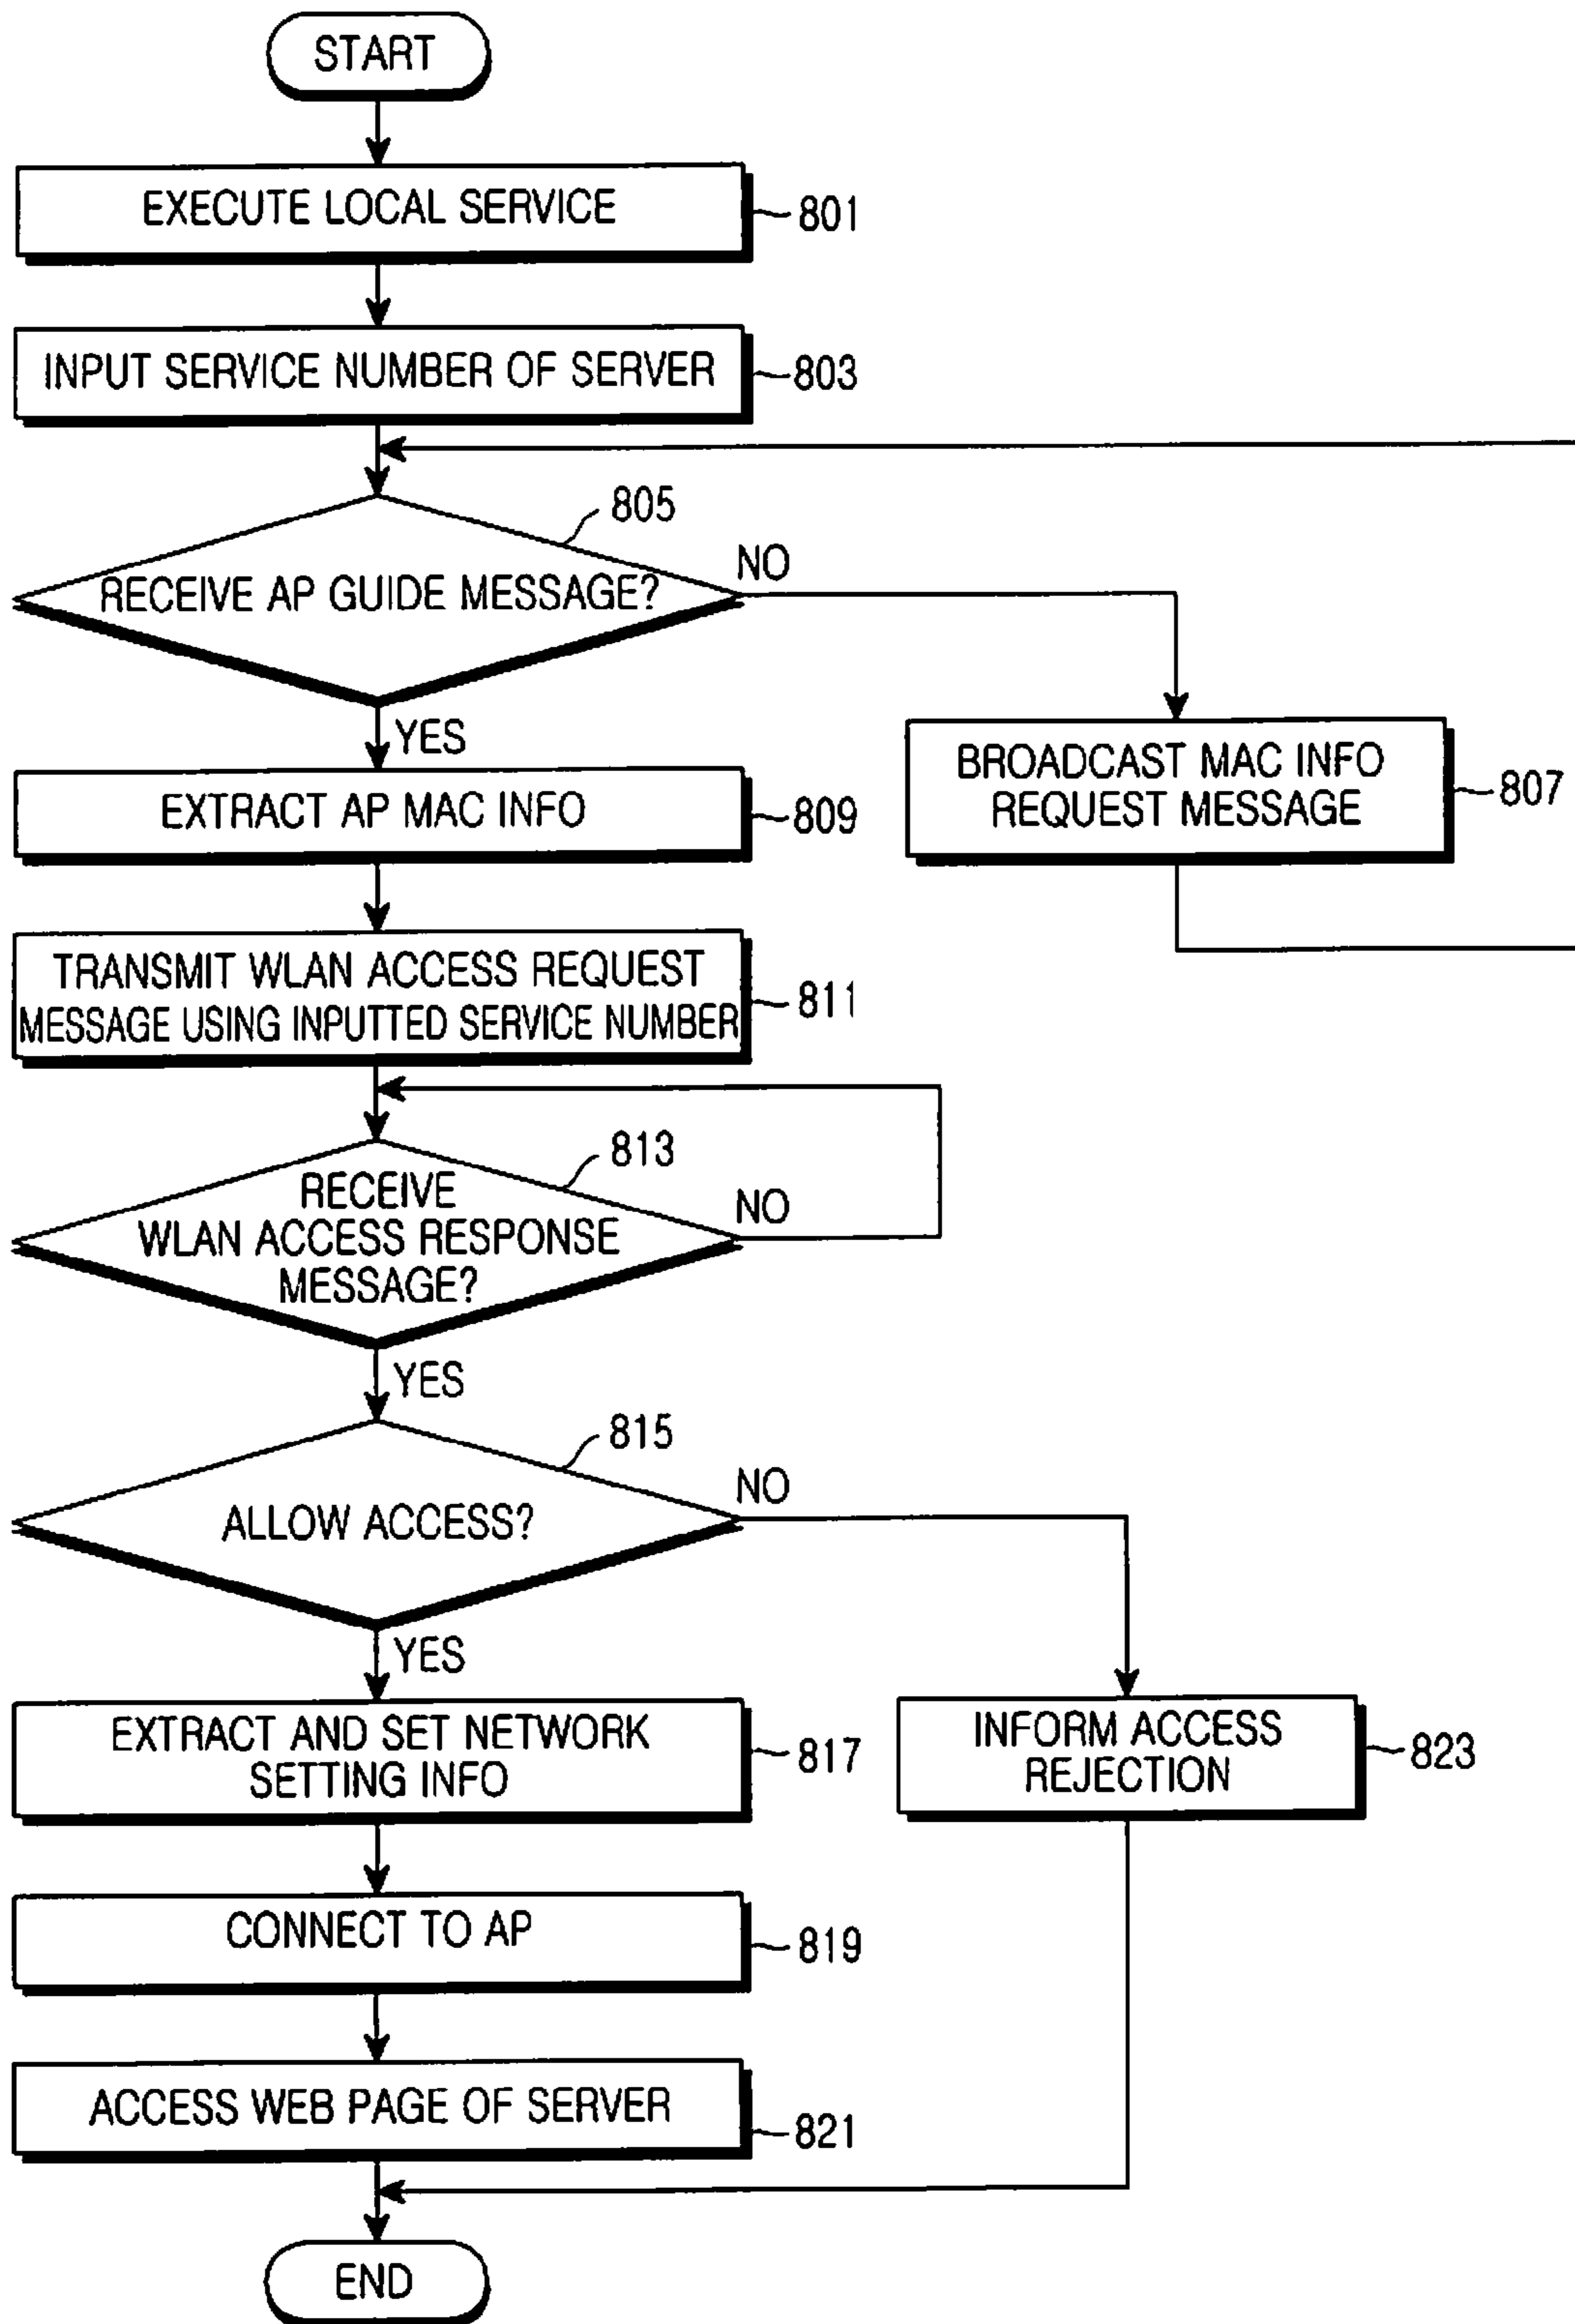 START
EXECUTE LOCAL SERVICE
801
INPUT SERVICE NUMBER OF SERVER
803
805
RECEIVE AP GUIDE MESSAGE?
NO
YES
BROADCAST MAC INFO
REQUEST MESSAGE
807
EXTRACT AP MAC INFO
809
TRANSMIT WLAN ACCESS REQUEST
MESSAGE USING INPUTTED SERVICE NUMBER
811
813
RECEIVE
WLAN ACCESS RESPONSE
MESSAGE?
NO
YES
815
ALLOW ACCESS?
NO
YES
EXTRACT AND SET NETWORK
SETTING INFO
817
INFORM ACCESS
REJECTION
823
CONNECT TO AP
819
ACCESS WEB PAGE OF SERVER
821
END